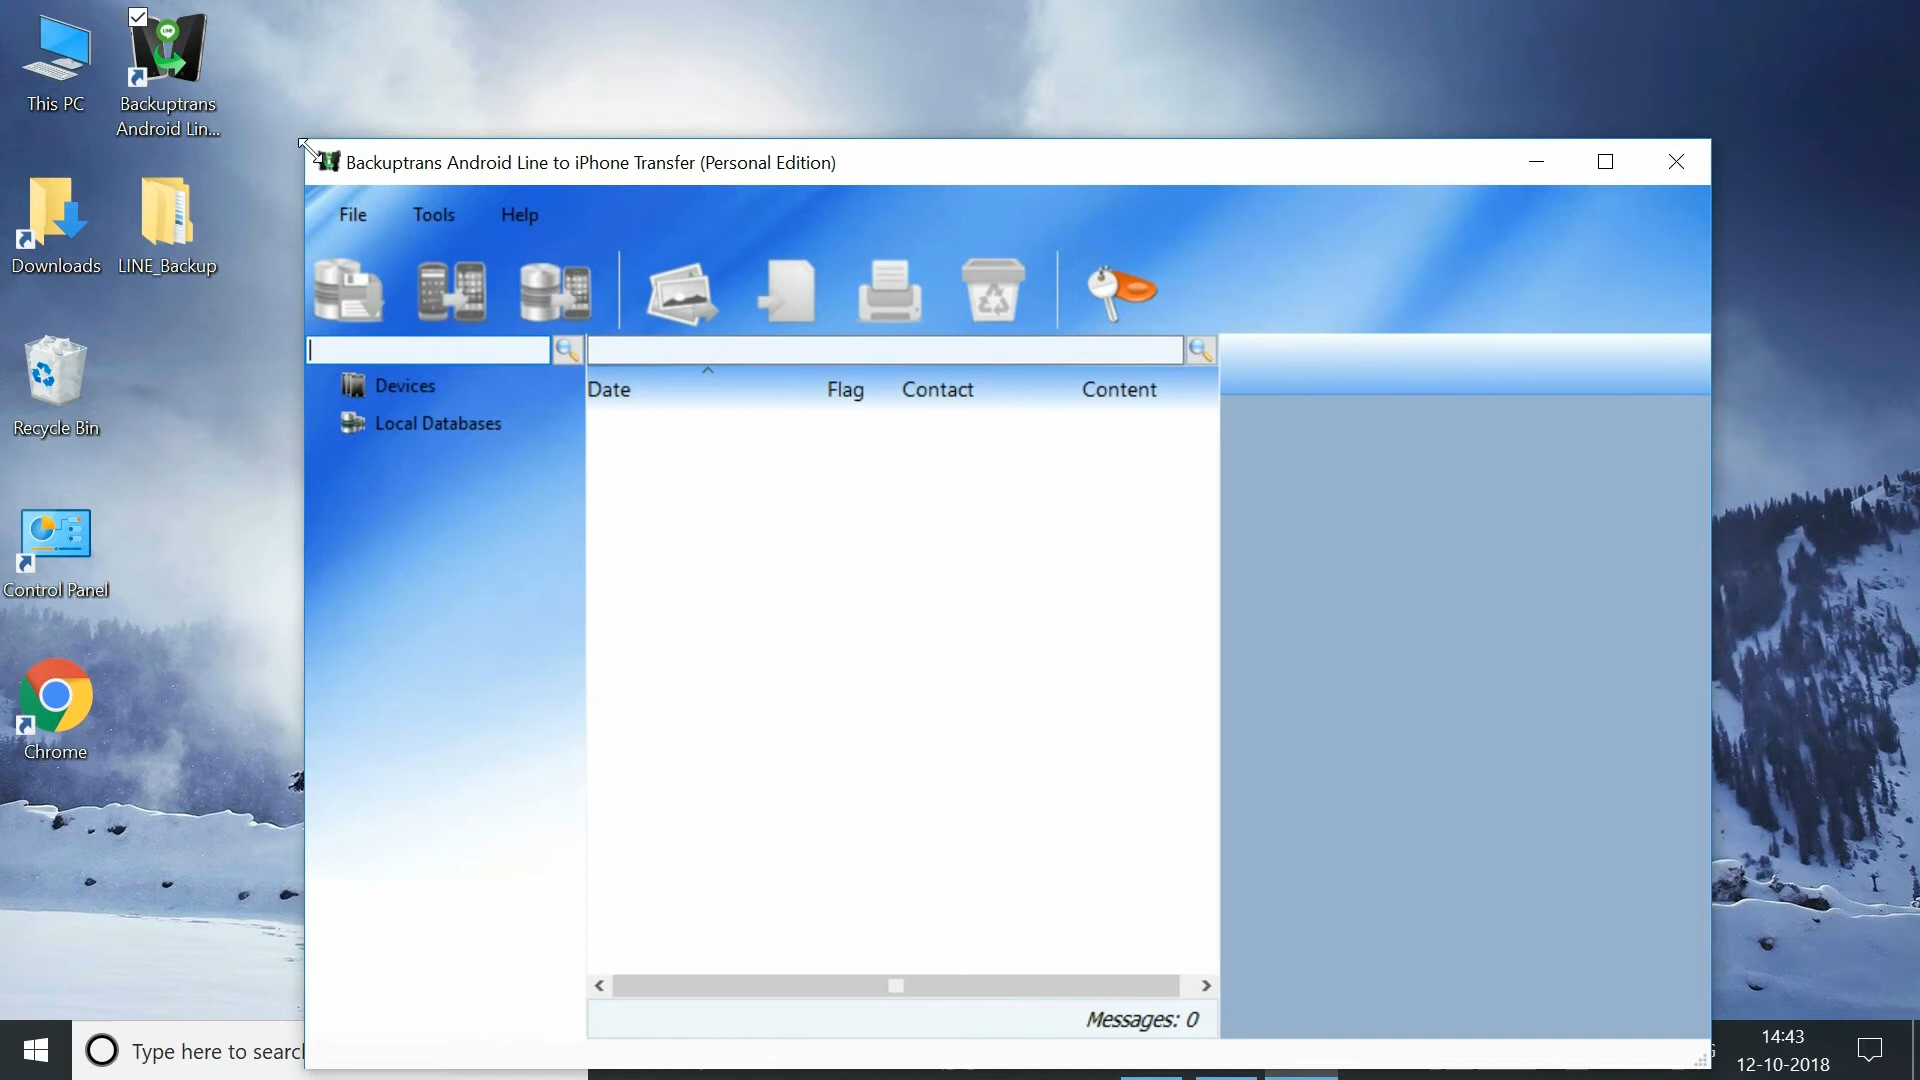 This PC
Backuptrans
Android Lin...
Downloads
LINE_Backup
Recycle Bin
Control Panel
Chrome
Backuptrans Android Line to iPhone Transfer (Personal Edition)
File Tools Help
Devices
Local Databases
Date Flag Contact Content
Messages: 0
Type here to search
14:43
12-10-2018